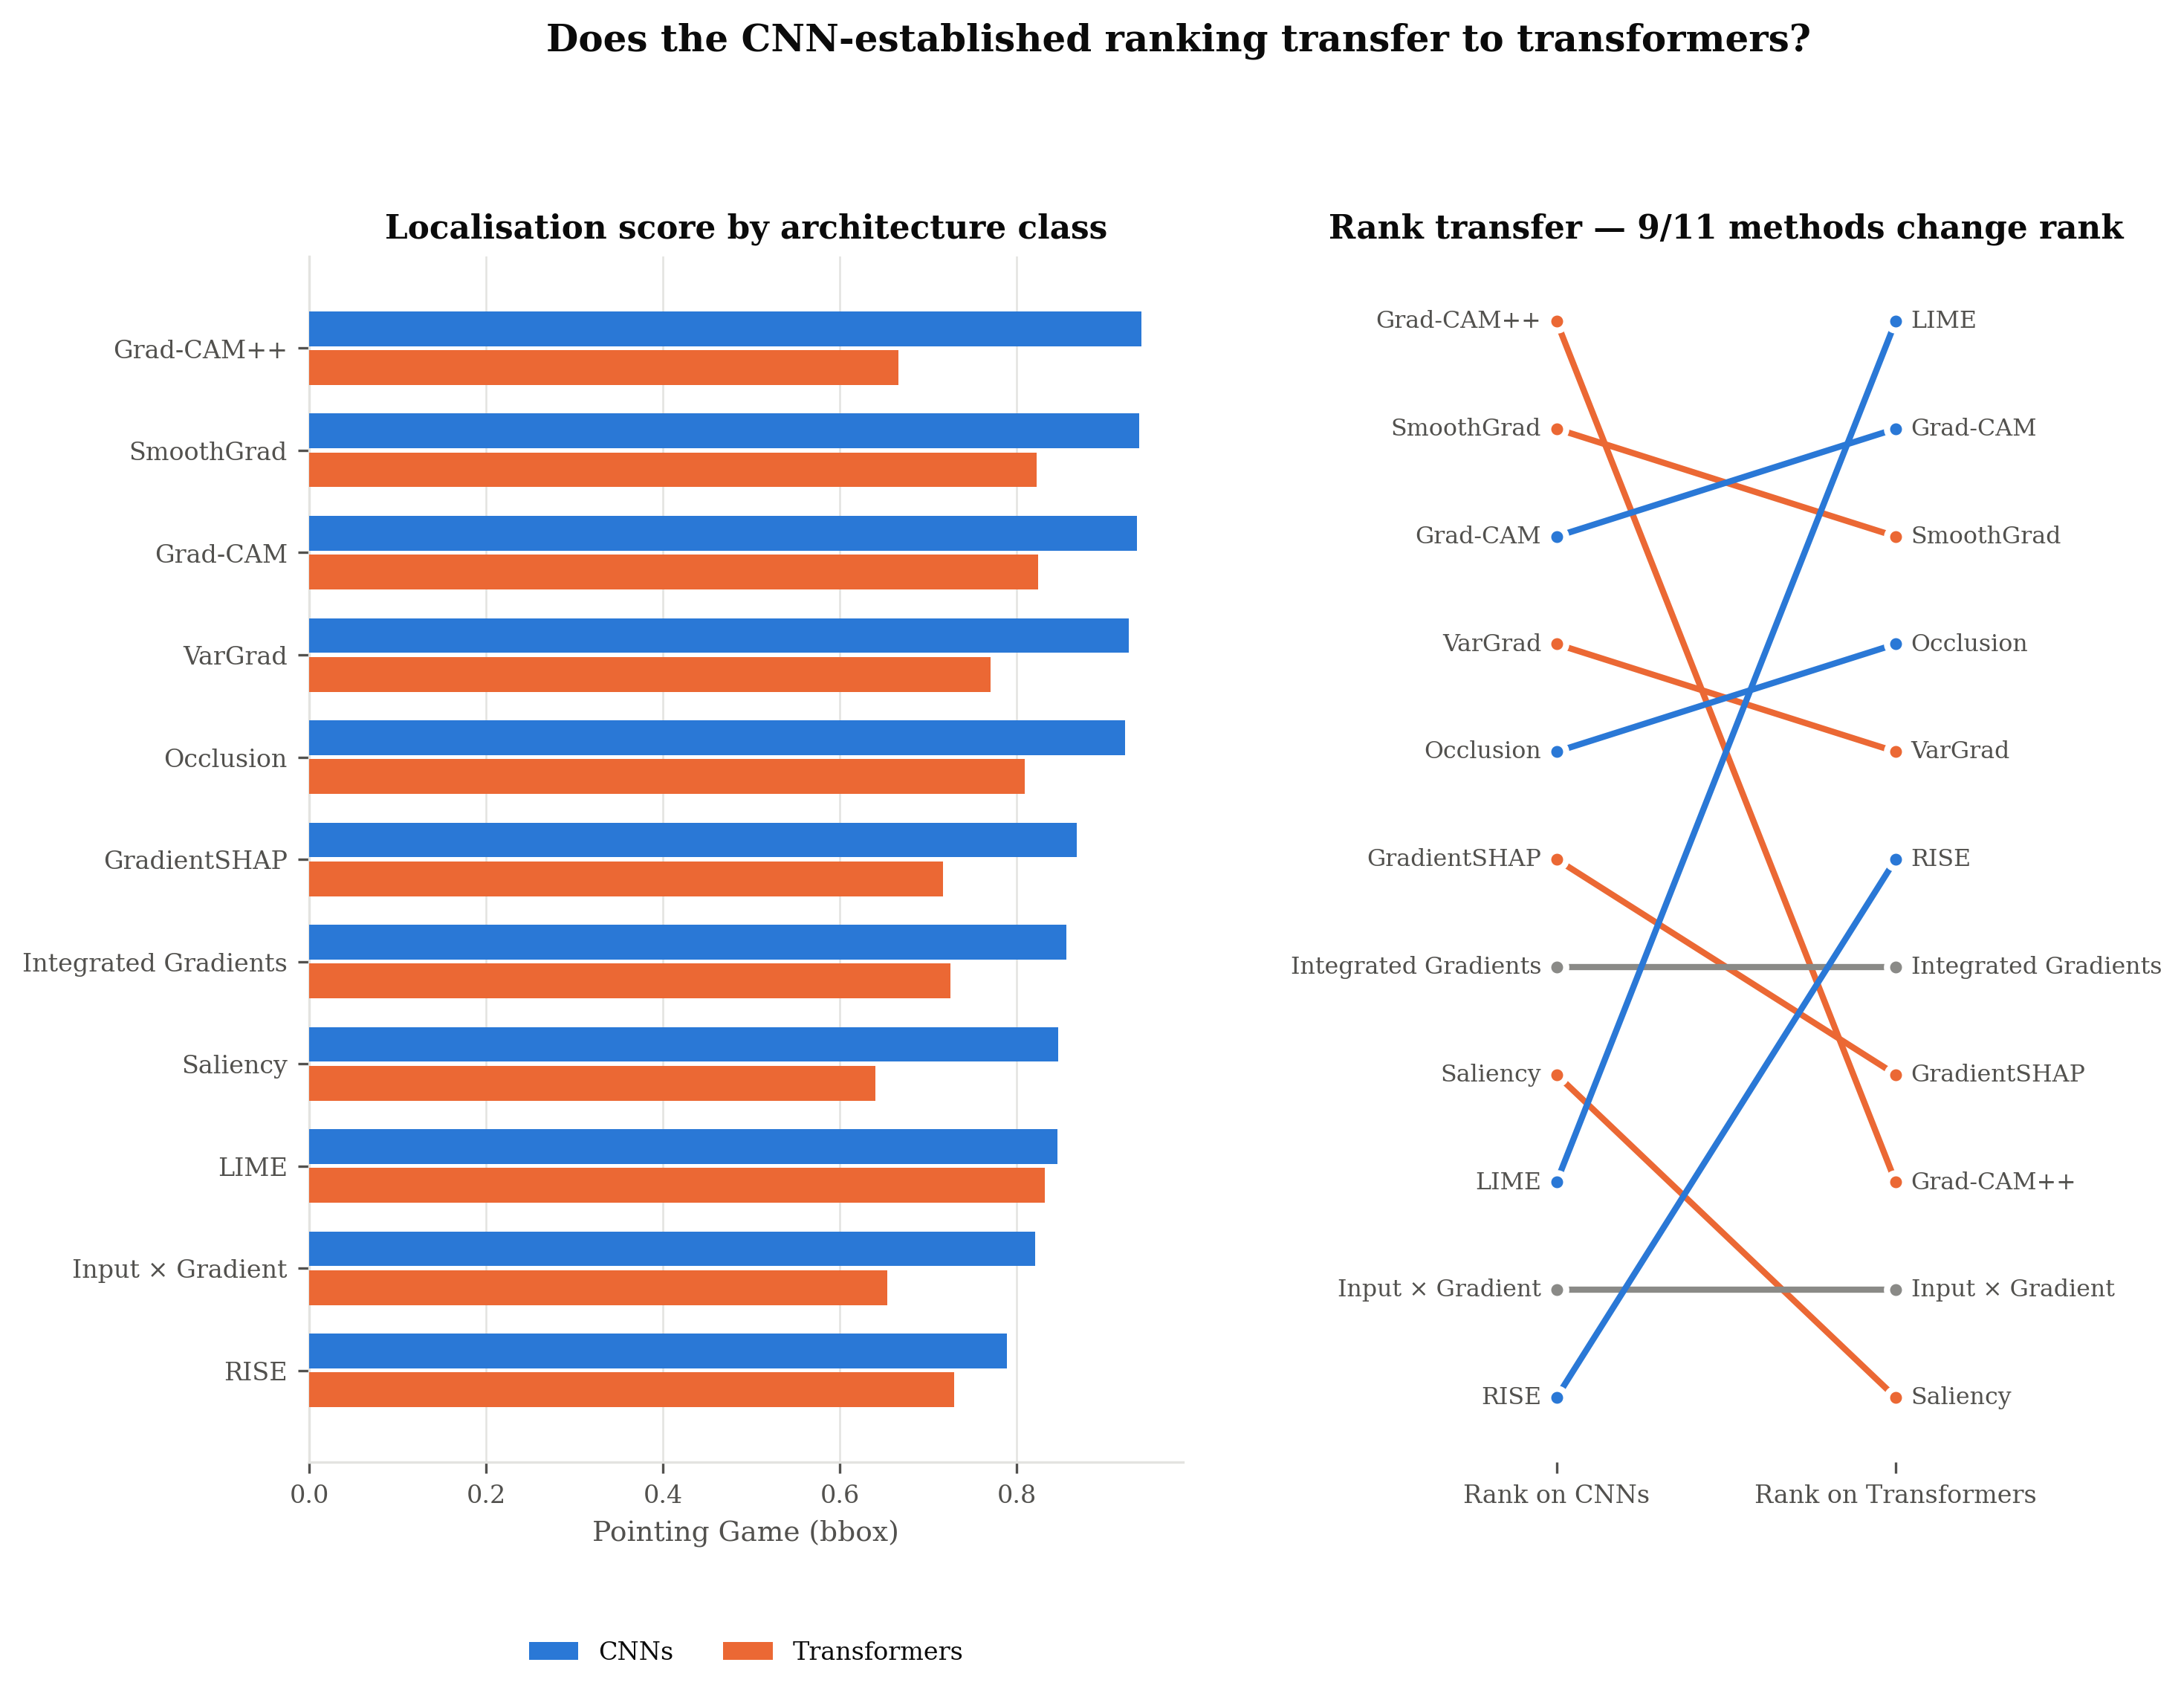 Does the CNN-established ranking transfer to transformers?
Localisation score by architecture class
Grad-CAM++
SmoothGrad
Grad-CAM
VarGrad
Occlusion
GradientSHAP
Integrated Gradients
Saliency
LIME
Input × Gradient
RISE
0.0 0.2 0.4 0.6 0.8
Pointing Game (bbox)
CNNs Transformers
Rank transfer — 9/11 methods change rank
Grad-CAM++ LIME
SmoothGrad Grad-CAM
Grad-CAM SmoothGrad
VarGrad Occlusion
Occlusion VarGrad
GradientSHAP RISE
Integrated Gradients Integrated Gradients
Saliency GradientSHAP
LIME Grad-CAM++
Input × Gradient Input × Gradient
RISE Saliency
Rank on CNNs Rank on Transformers